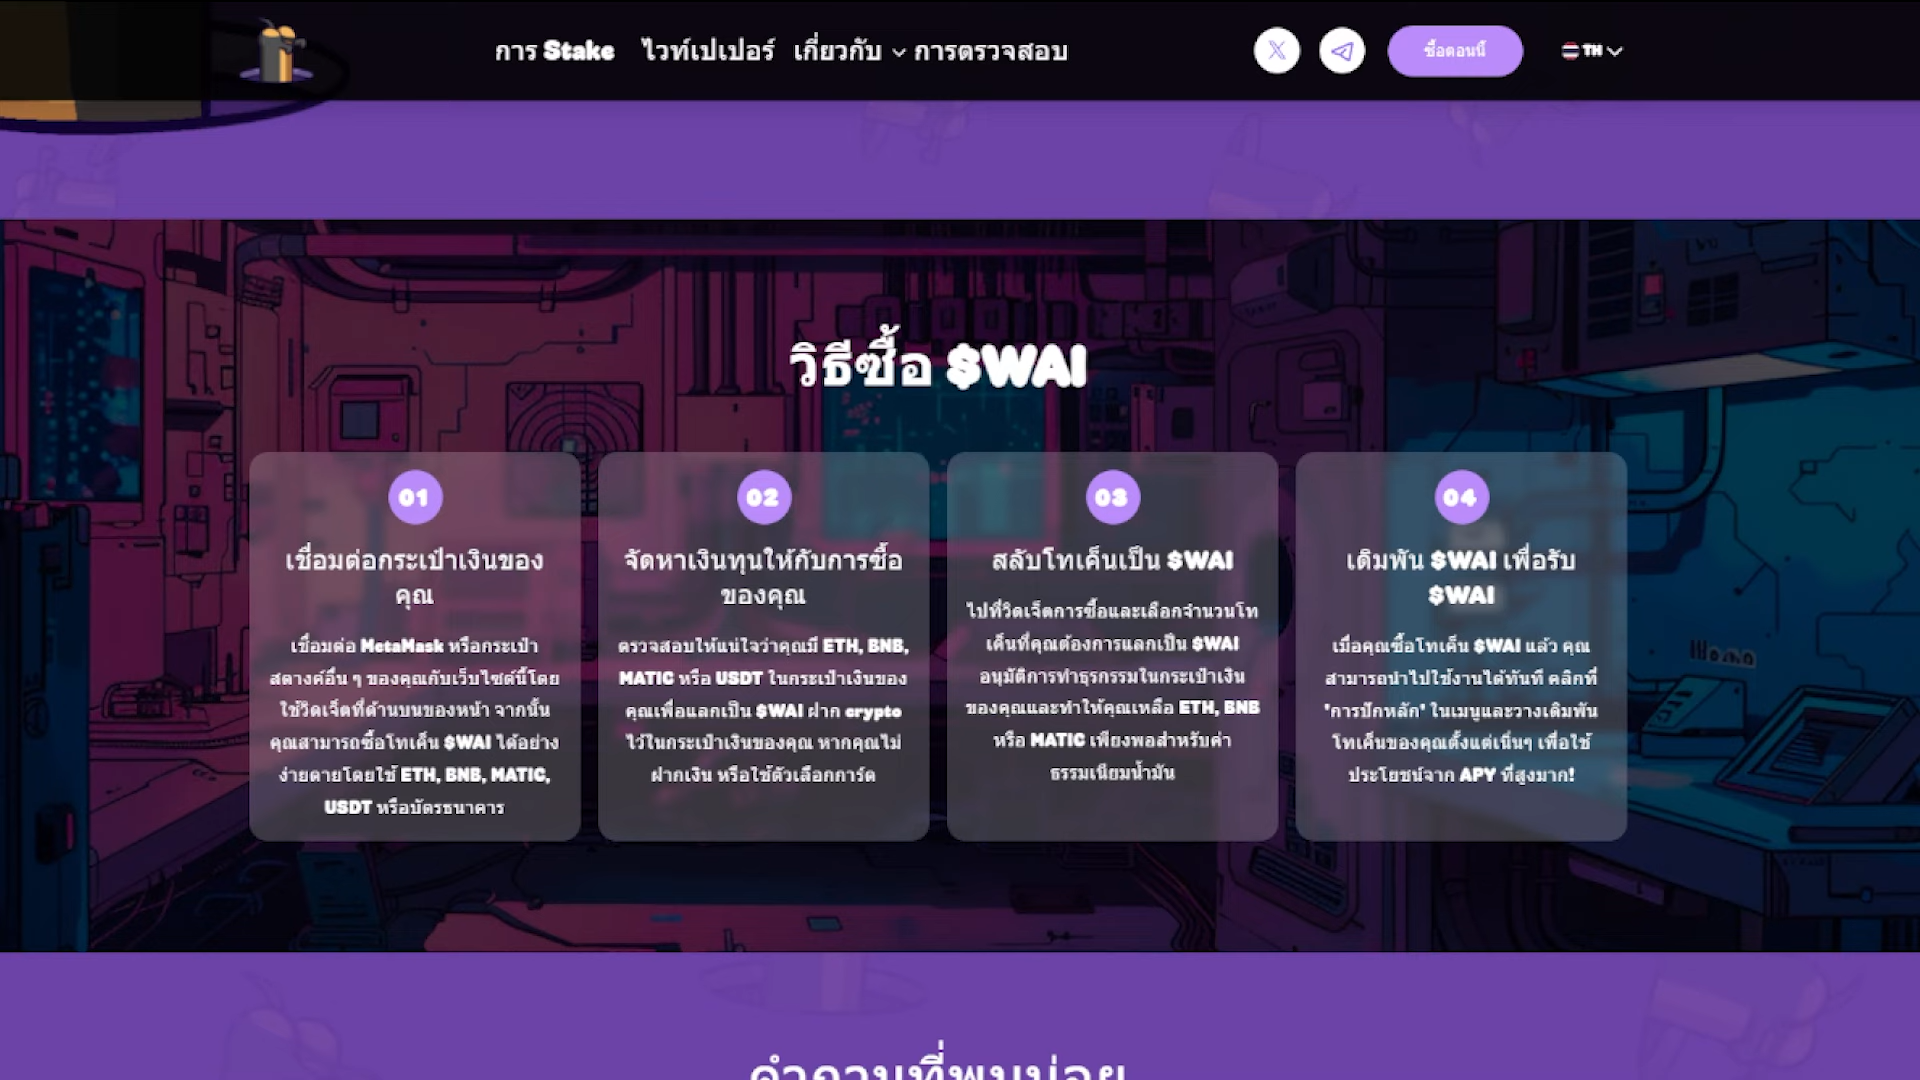 การ Stake ไวท์เปเปอร์ เกี่ยวกับ การตรวจสอบ ซื้อตอนนี้ TH
วิธีซื้อ $WAI
01
เชื่อมต่อกระเป๋าเงินของ
คุณ
เชื่อมต่อ MetaMask หรือกระเป๋า
สตางค์อื่น ๆ ของคุณกับเว็บไซต์นี้โดย
ใช้วิดเจ็ตที่ด้านบนของหน้า จากนั้น
คุณสามารถซื้อโทเค็น $WAI ได้อย่าง
ง่ายดายโดยใช้ ETH, BNB, MATIC,
USDT หรือบัตรธนาคาร
02
จัดหาเงินทุนให้กับการซื้อ
ของคุณ
ตรวจสอบให้แน่ใจว่าคุณมี ETH, BNB,
MATIC หรือ USDT ในกระเป๋าเงินของ
คุณเพื่อแลกเป็น $WAI ฝาก crypto
ไว้ในกระเป๋าเงินของคุณ หากคุณไม่
ฝากเงิน หรือใช้ตัวเลือกการ์ด
03
สลับโทเค็นเป็น $WAI
ไปที่วิดเจ็ตการซื้อและเลือกจำนวนโท
เค็นที่คุณต้องการแลกเป็น $WAI
อนุมัติการทำธุรกรรมในกระเป๋าเงิน
ของคุณและทำให้คุณเหลือ ETH, BNB
หรือ MATIC เพียงพอสำหรับค่า
ธรรมเนียมน้ำมัน
04
เดิมพัน $WAI เพื่อรับ
$WAI
เมื่อคุณซื้อโทเค็น $WAI แล้ว คุณ
สามารถนำไปใช้งานได้ทันที คลิกที่
'การปักหลัก' ในเมนูและวางเดิมพัน
โทเค็นของคุณตั้งแต่เนิ่นๆ เพื่อใช้
ประโยชน์จาก APY ที่สูงมาก!
คำถามที่พบบ่อย